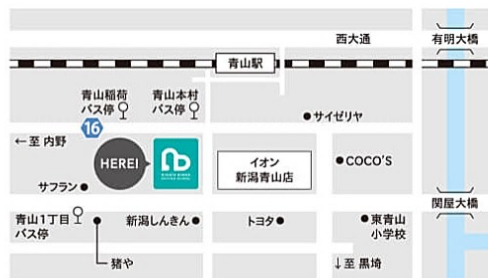 西大通
有明大橋
青山駅
青山稲荷
バス停
青山本村
バス停
サイゼリヤ
16
←至 内野
HERE!
イオン
新潟青山店
COCO'S
サフラン
関屋大橋
青山1丁目
バス停
新潟しんきん
トヨタ
東青山
小学校
猪や
↓至 黒埼